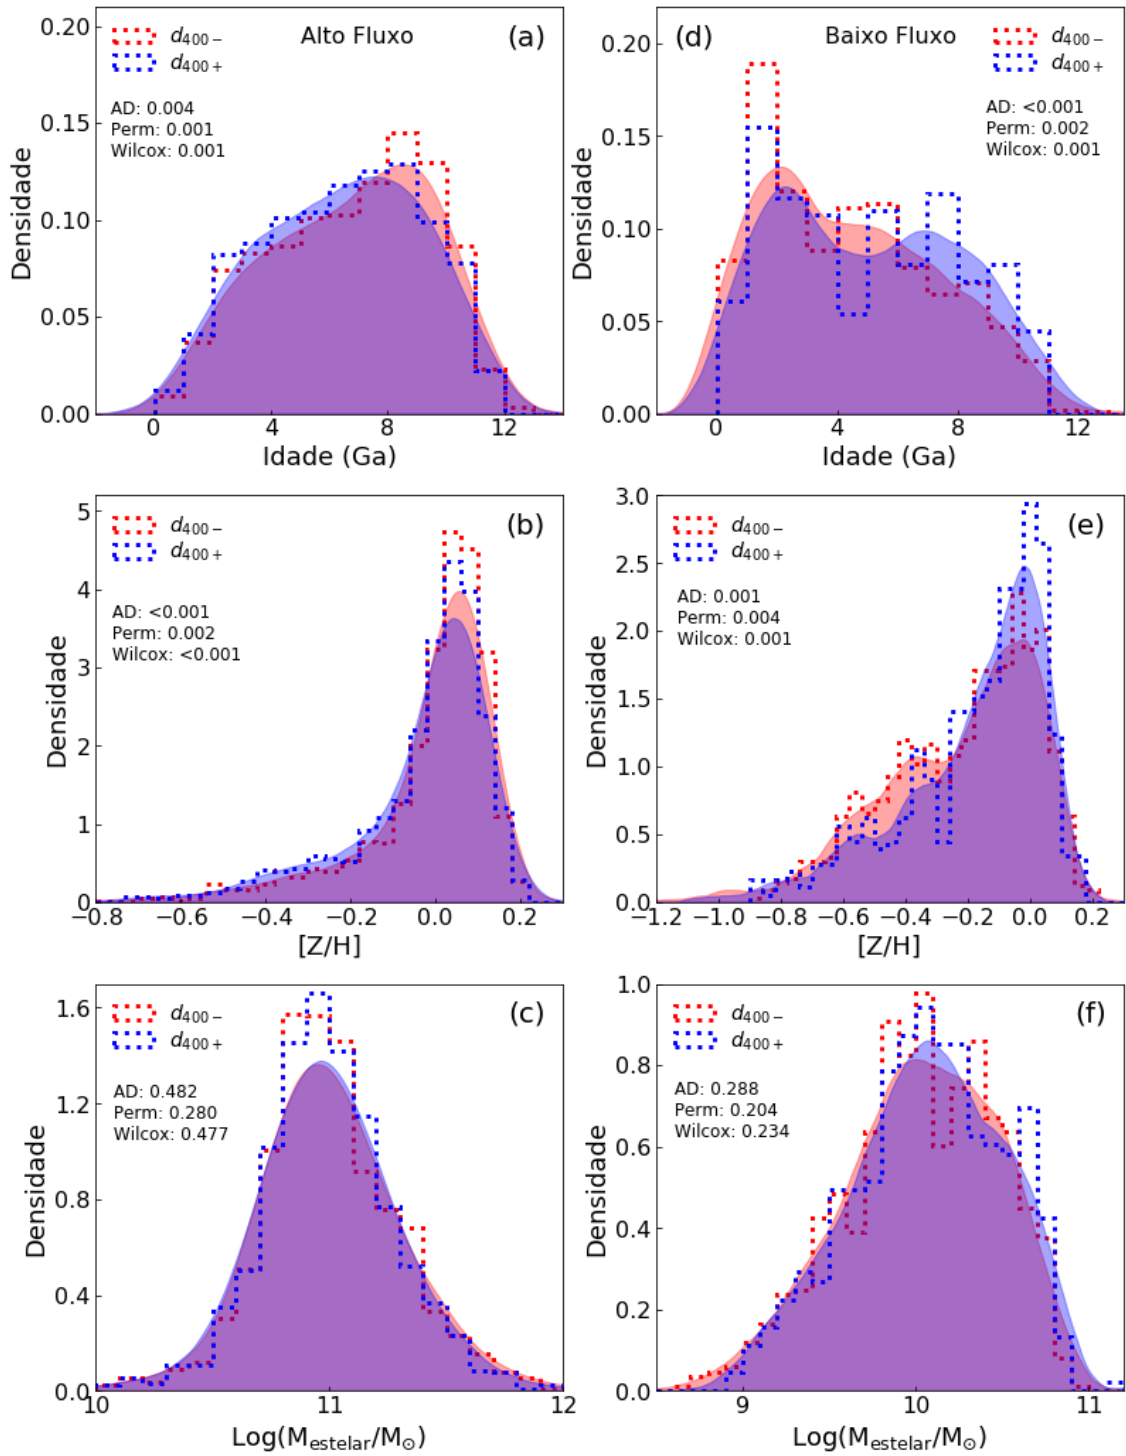 Alto Fluxo
(a)
d400−
d400+
AD: 0.004
Perm: 0.001
Wilcox: 0.001
Densidade
0.20
0.15
0.10
0.05
0.00
0 4 8 12
Idade (Ga)
(d)
Baixo Fluxo
d400−
d400+
AD: <0.001
Perm: 0.002
Wilcox: 0.001
Densidade
0.20
0.15
0.10
0.05
0.00
0 4 8 12
Idade (Ga)
(b)
d400−
d400+
AD: <0.001
Perm: 0.002
Wilcox: <0.001
Densidade
5
4
3
2
1
0
−0.8 −0.6 −0.4 −0.2 0.0 0.2
[Z/H]
(e)
d400−
d400+
AD: 0.001
Perm: 0.004
Wilcox: 0.001
Densidade
3.0
2.5
2.0
1.5
1.0
0.5
0.0
−1.2 −1.0 −0.8 −0.6 −0.4 −0.2 0.0 0.2
[Z/H]
(c)
d400−
d400+
AD: 0.482
Perm: 0.280
Wilcox: 0.477
Densidade
1.6
1.2
0.8
0.4
0.0
10 11 12
Log(Mestelar/M⊙)
(f)
d400−
d400+
AD: 0.288
Perm: 0.204
Wilcox: 0.234
Densidade
1.0
0.8
0.6
0.4
0.2
0.0
9 10 11
Log(Mestelar/M⊙)